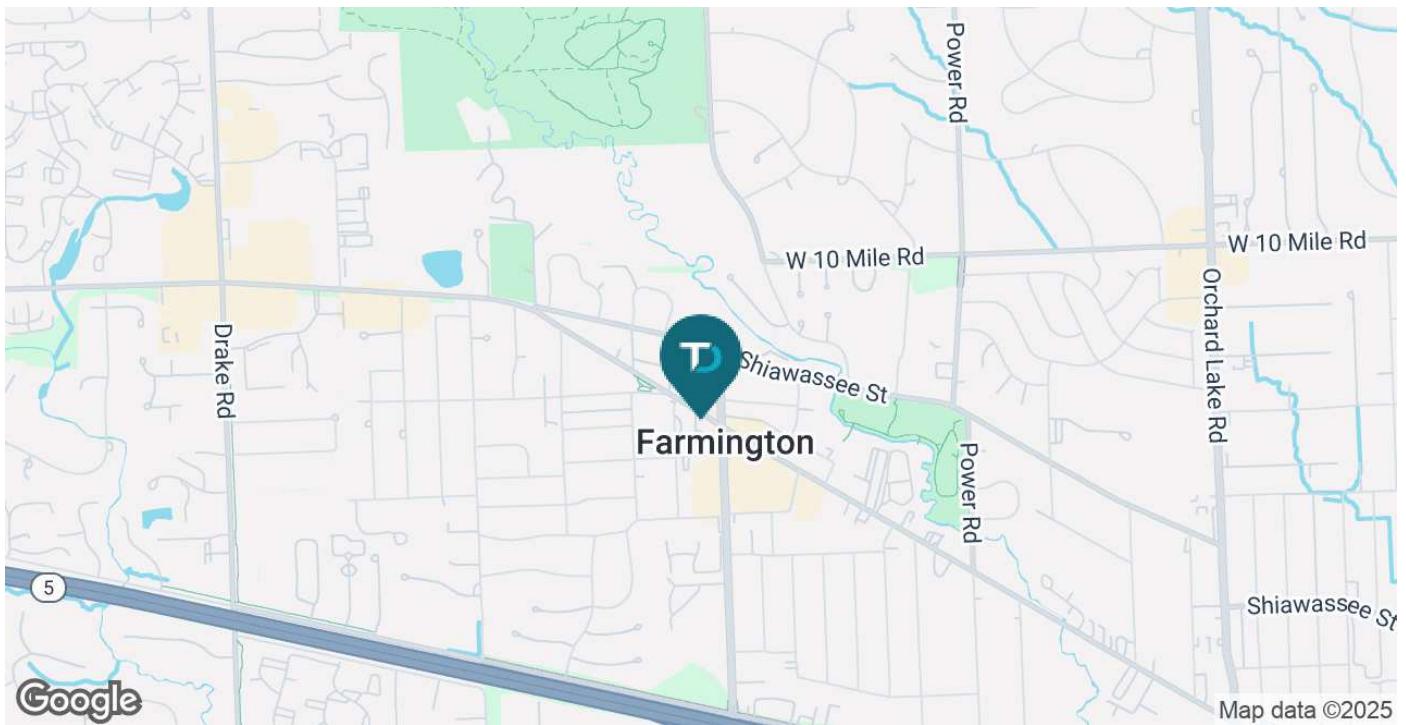 Power Rd
W 10 Mile Rd
W 10 Mile Rd
Orchard Lake Rd
Drake Rd
TD
Shiawassee St
Farmington
Power Rd
5
Shiawassee St
Google
Map data ©2025